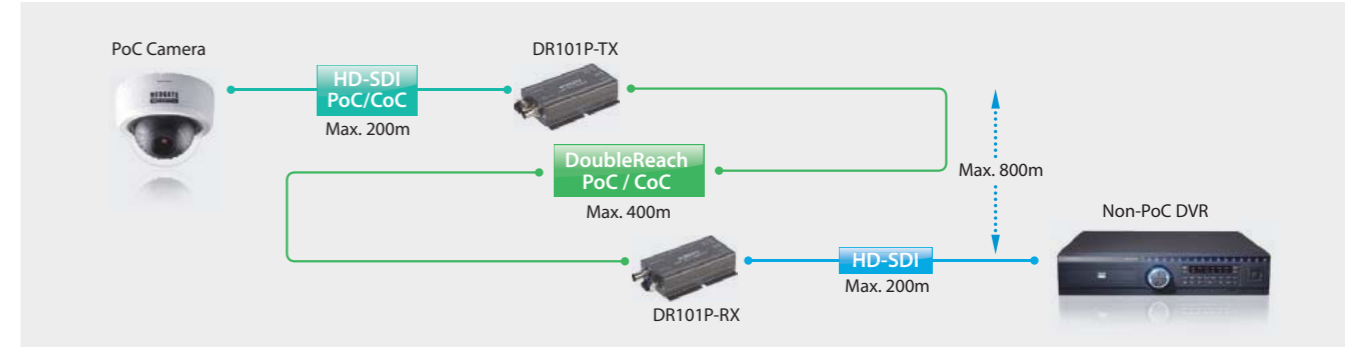 PoC Camera
DR101P-TX
HD-SDI
PoC/CoC
Max. 200m
DoubleReach
PoC / CoC
Max. 400m
Max. 800m
Non-PoC DVR
HD-SDI
Max. 200m
DR101P-RX